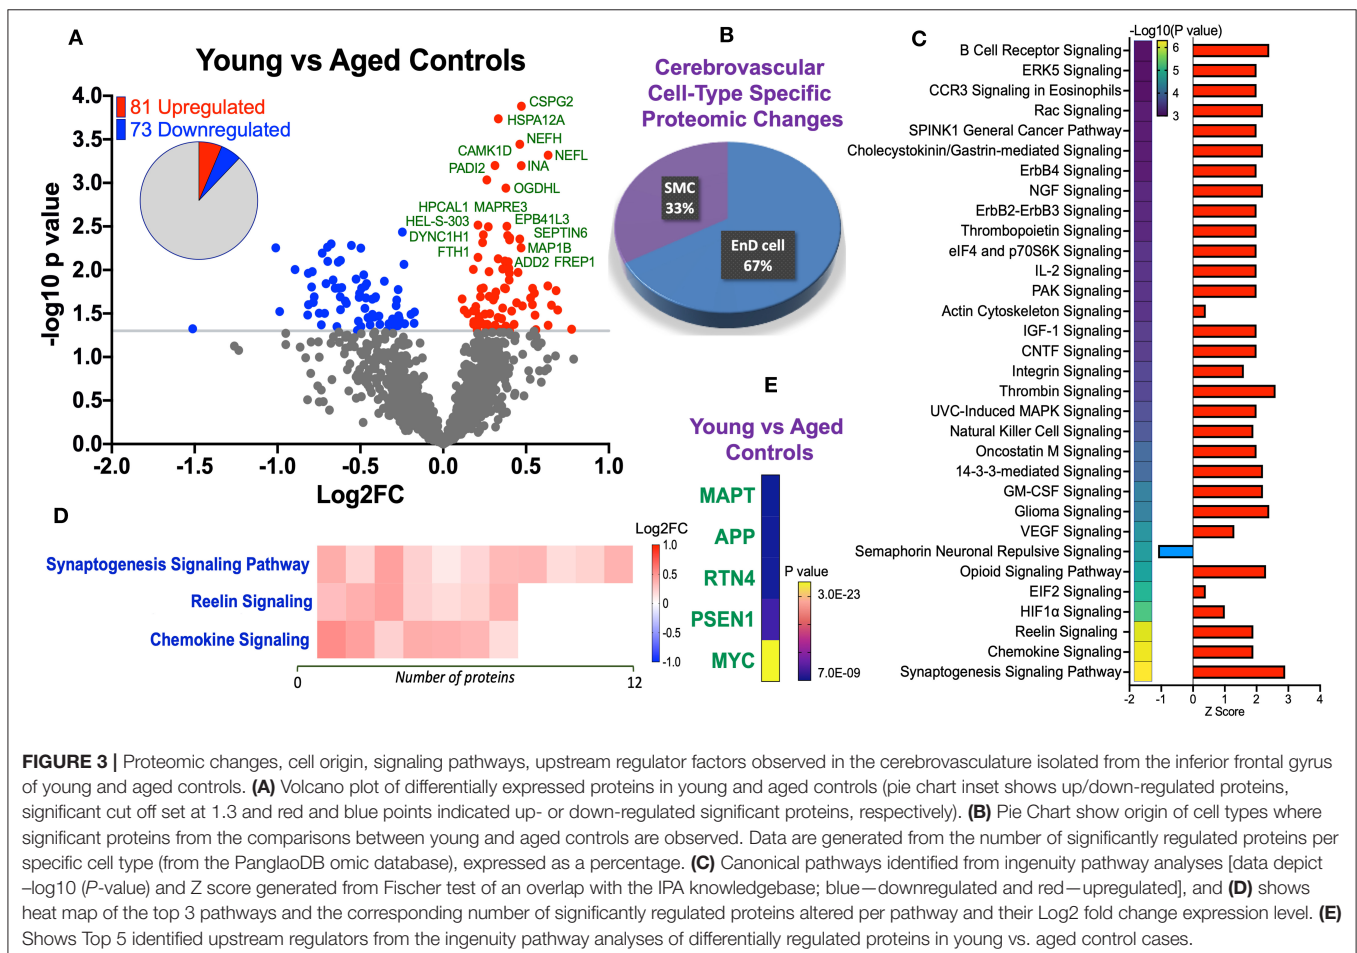 A
Young vs Aged Controls
81 Upregulated
73 Downregulated
4.0
3.5
3.0
2.5
2.0
1.5
1.0
0.5
0.0
-log10 p value
CSPG2
HSPA12A
NEFH
CAMK1D
NEFL
PADI2
INA
OGDHL
HPCAL1 MAPRE3
HEL-S-303
EPB41L3
DYNC1H1
SEPTIN6
FTH1
MAP1B
ADD2 FREP1
-2.0 -1.5 -1.0 -0.5 0.0 0.5 1.0
Log2FC
B
Cerebrovascular
Cell-Type Specific
Proteomic Changes
SMC
33%
EnD cell
67%
C
-Log10(P value)
6
5
4
3
B Cell Receptor Signaling
ERK5 Signaling
CCR3 Signaling in Eosinophils
Rac Signaling
SPINK1 General Cancer Pathway
Cholecystokinin/Gastrin-mediated Signaling
ErbB4 Signaling
NGF Signaling
ErbB2-ErbB3 Signaling
Thrombopoietin Signaling
eIF4 and p70S6K Signaling
IL-2 Signaling
PAK Signaling
Actin Cytoskeleton Signaling
IGF-1 Signaling
CNTF Signaling
Integrin Signaling
Thrombin Signaling
UVC-Induced MAPK Signaling
Natural Killer Cell Signaling
Oncostatin M Signaling
14-3-3-mediated Signaling
GM-CSF Signaling
Glioma Signaling
VEGF Signaling
Semaphorin Neuronal Repulsive Signaling
Opioid Signaling Pathway
EIF2 Signaling
HIF1α Signaling
Reelin Signaling
Chemokine Signaling
Synaptogenesis Signaling Pathway
-2 -1 0 1 2 3 4
Z Score
D
Synaptogenesis Signaling Pathway
Reelin Signaling
Chemokine Signaling
0 Number of proteins 12
Log2FC
1.0
0.5
0
-0.5
-1.0
E
Young vs Aged
Controls
MAPT
APP
RTN4
PSEN1
MYC
P value
3.0E-23
7.0E-09
FIGURE 3 | Proteomic changes, cell origin, signaling pathways, upstream regulator factors observed in the cerebrovasculature isolated from the inferior frontal gyrus
of young and aged controls. (A) Volcano plot of differentially expressed proteins in young and aged controls (pie chart inset shows up/down-regulated proteins,
significant cut off set at 1.3 and red and blue points indicated up- or down-regulated significant proteins, respectively). (B) Pie Chart show origin of cell types where
significant proteins from the comparisons between young and aged controls are observed. Data are generated from the number of significantly regulated proteins per
specific cell type (from the PanglaoDB omic database), expressed as a percentage. (C) Canonical pathways identified from ingenuity pathway analyses [data depict
–log10 (P-value) and Z score generated from Fischer test of an overlap with the IPA knowledgebase; blue—downregulated and red—upregulated], and (D) shows
heat map of the top 3 pathways and the corresponding number of significantly regulated proteins altered per pathway and their Log2 fold change expression level. (E)
Shows Top 5 identified upstream regulators from the ingenuity pathway analyses of differentially regulated proteins in young vs. aged control cases.